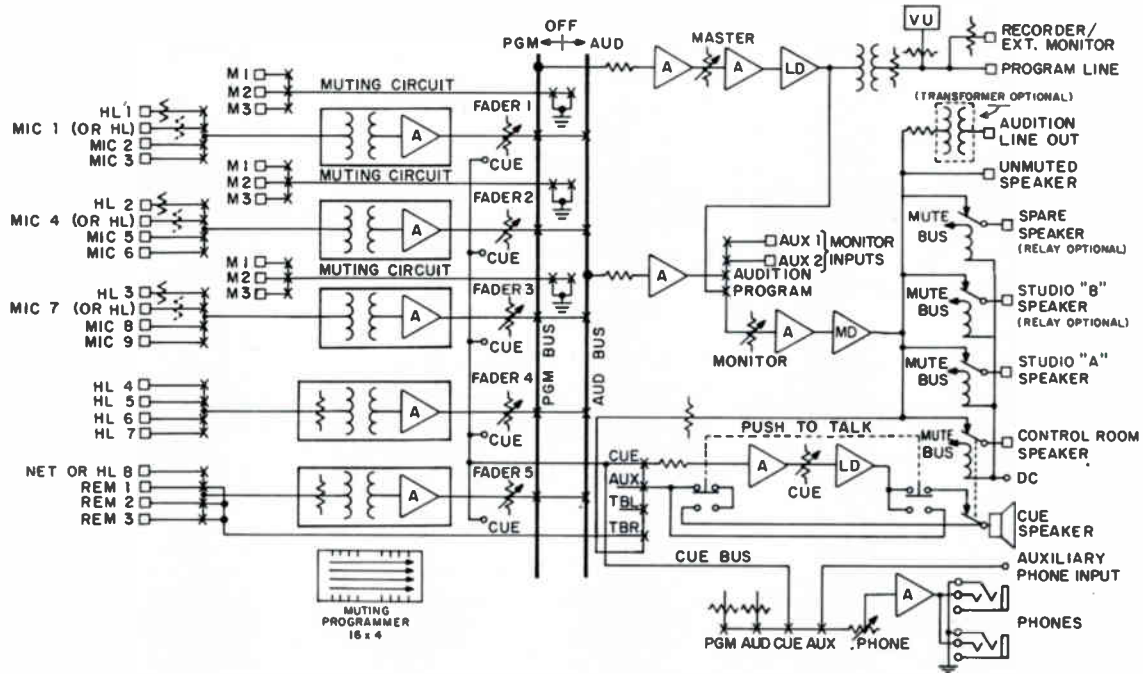 OFF
PGM AUD
MASTER
VU
RECORDER/
EXT. MONITOR
PROGRAM LINE
A
A
LD
M1
M2
M3
MUTING CIRCUIT
FADER 1
HL 1
MIC 1 (OR HL)
MIC 2
MIC 3
A
CUE
(TRANSFORMER OPTIONAL)
AUDITION
LINE OUT
UNMUTED
SPEAKER
M1
M2
M3
MUTING CIRCUIT
FADER 2
HL 2
MIC 4 (OR HL)
MIC 5
MIC 6
A
CUE
MUTE
BUS
SPARE
SPEAKER
(RELAY OPTIONAL)
AUX 1
AUX 2
MONITOR
INPUTS
AUDITION
PROGRAM
A
M1
M2
M3
MUTING CIRCUIT
FADER 3
HL 3
MIC 7 (OR HL)
MIC 8
MIC 9
A
CUE
PGM BUS
AUD BUS
MONITOR
A
MD
MUTE
BUS
STUDIO "B"
SPEAKER
(RELAY OPTIONAL)
MUTE
BUS
STUDIO "A"
SPEAKER
FADER 4
HL 4
HL 5
HL 6
HL 7
A
CUE
PUSH TO TALK
MUTE
BUS
CONTROL ROOM
SPEAKER
DC
FADER 5
NET OR HL 8
REM 1
REM 2
REM 3
A
CUE
CUE
AUX
TBL
TBR
A
CUE
LD
CUE
SPEAKER
CUE BUS
AUXILIARY
PHONE INPUT
MUTING
PROGRAMMER
16 x 4
A
PGM AUD CUE AUX PHONE
PHONES